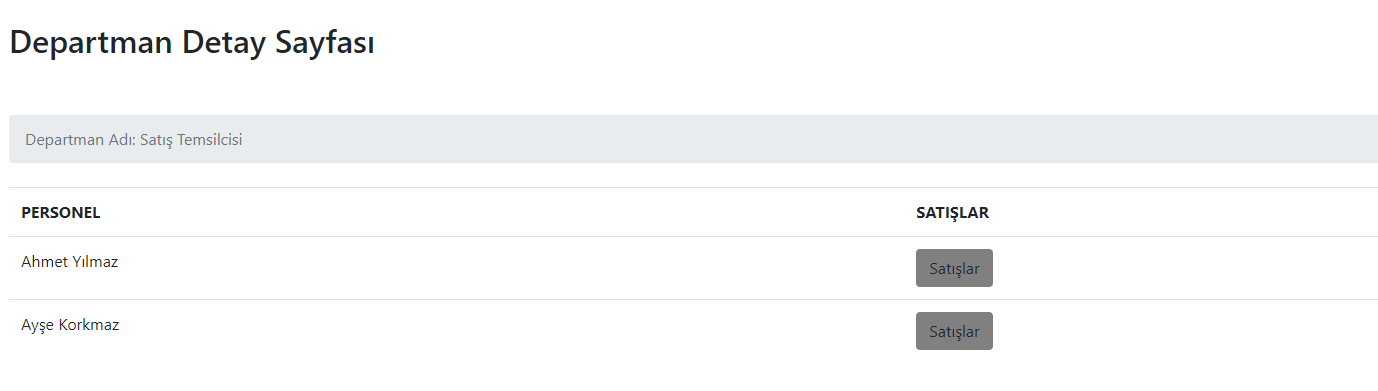 Departman Detay Sayfası
Departman Adı: Satış Temsilcisi
PERSONEL SATIŞLAR
Ahmet Yılmaz Satışlar
Ayşe Korkmaz Satışlar